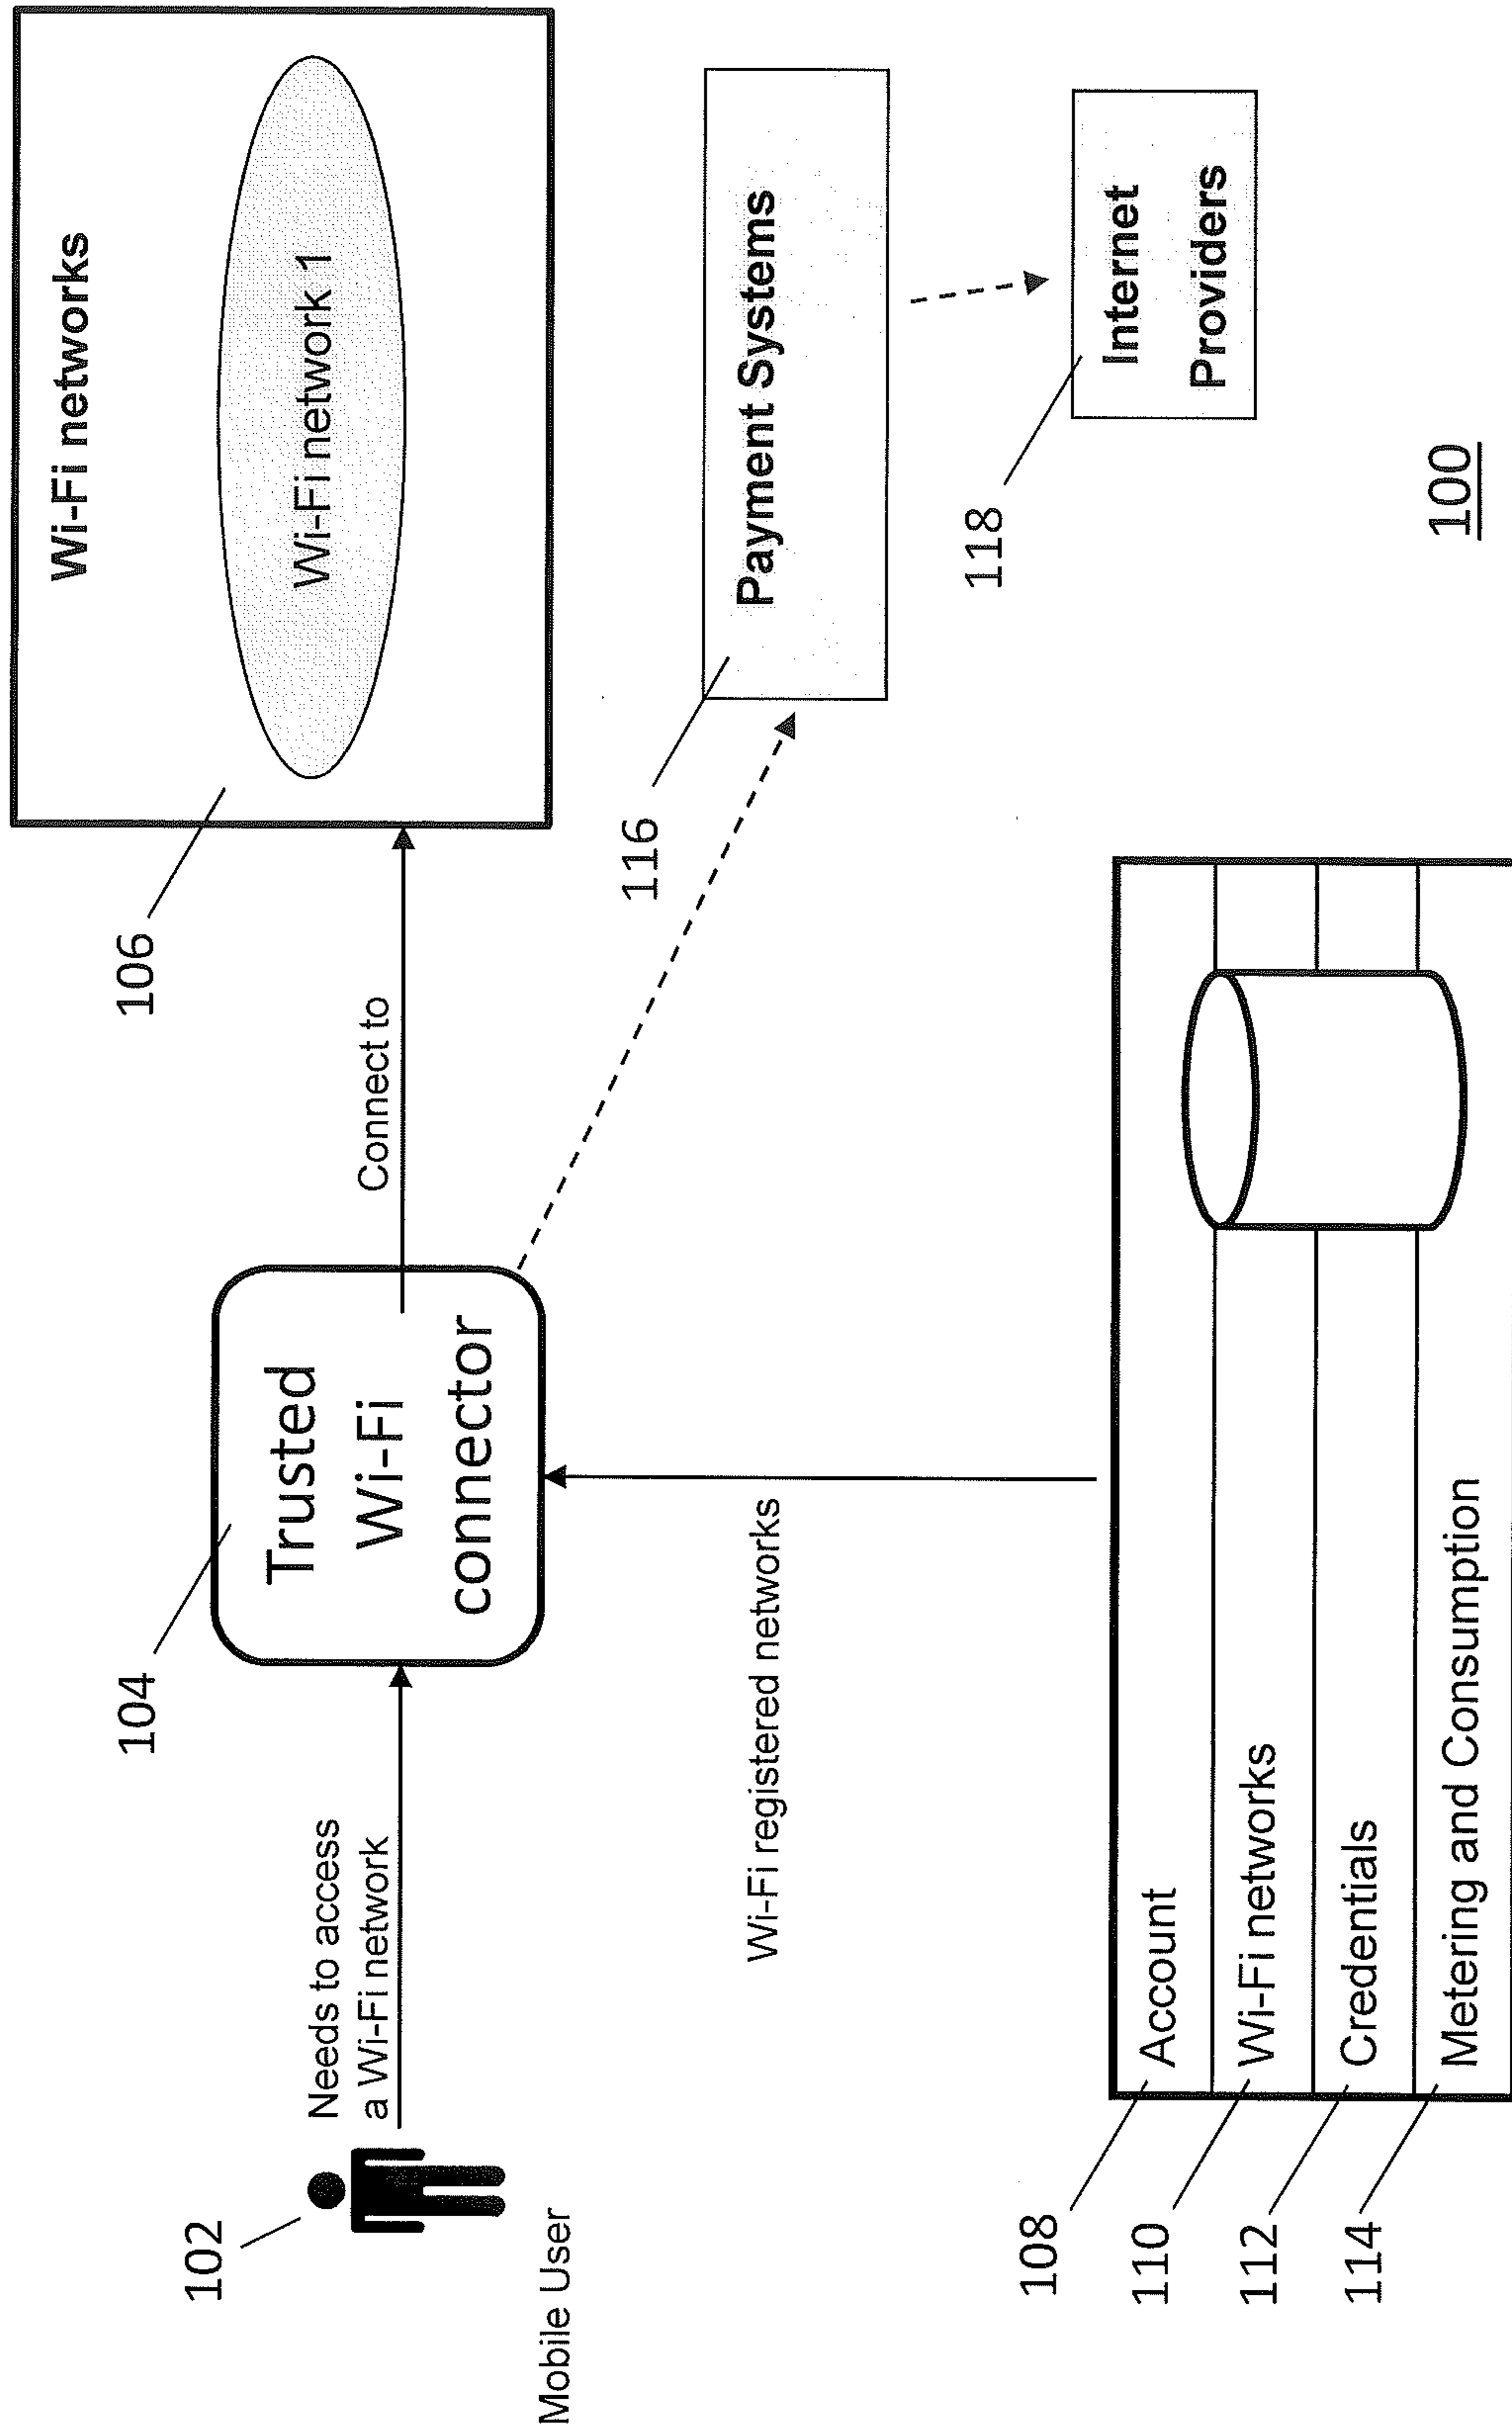 Wi-Fi networks
Wi-Fi network 1
106
104
Trusted
Wi-Fi
connector
Connect to
102
Needs to access
a Wi-Fi network
Mobile User
116
Payment Systems
Wi-Fi registered networks
118
Internet
Providers
108
Account
110
Wi-Fi networks
112
Credentials
114
Metering and Consumption
100